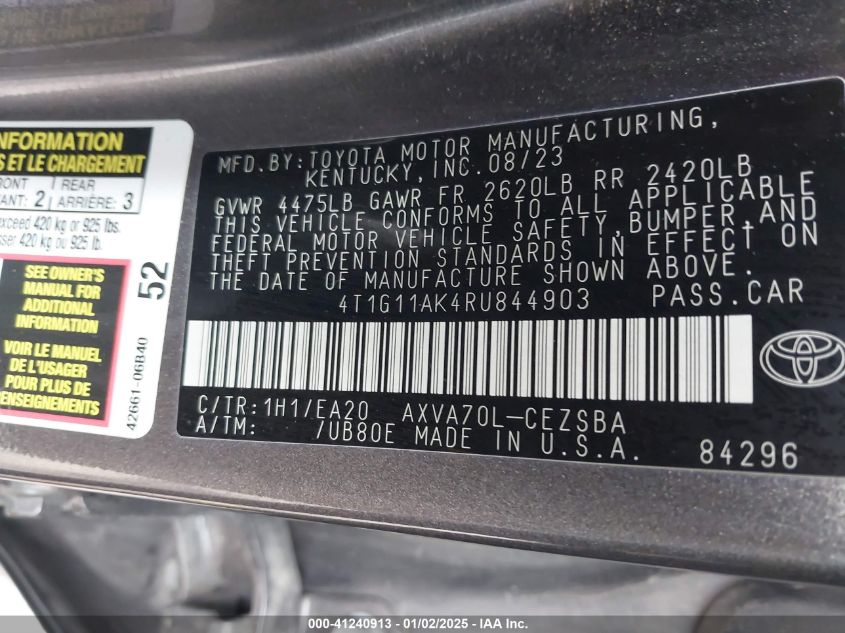 INFORMATION
S ET LE CHARGEMENT
RONT
ANT: 2
REAR
ARRIÈRE: 3
exceed 420 kg or 925 lbs.
sser 420 kg ou 925 lb.
SEE OWNER'S
MANUAL FOR
ADDITIONAL
INFORMATION
VOIR LE MANUEL
DE L'USAGER
POUR PLUS DE
RENSEIGNEMENTS
52
42661-06B40
MFD.BY:TOYOTA MOTOR MANUFACTURING,
KENTUCKY, INC.08/23
GVWR 4475LB GAWR FR 2620LB RR 2420LB
THIS VEHICLE CONFORMS TO ALL APPLICABLE
FEDERAL MOTOR VEHICLE SAFETY,BUMPER,AND
THEFT PREVENTION STANDARDS IN EFFECT ON
THE DATE OF MANUFACTURE SHOWN ABOVE.
4T1G11AK4RU844903 PASS.CAR
C/TR:1H1/EA20 AXVA70L-CEZSBA
A/TM: /UB80E MADE IN U.S.A.
84296
000-41240913 - 01/02/2025 - IAA Inc.